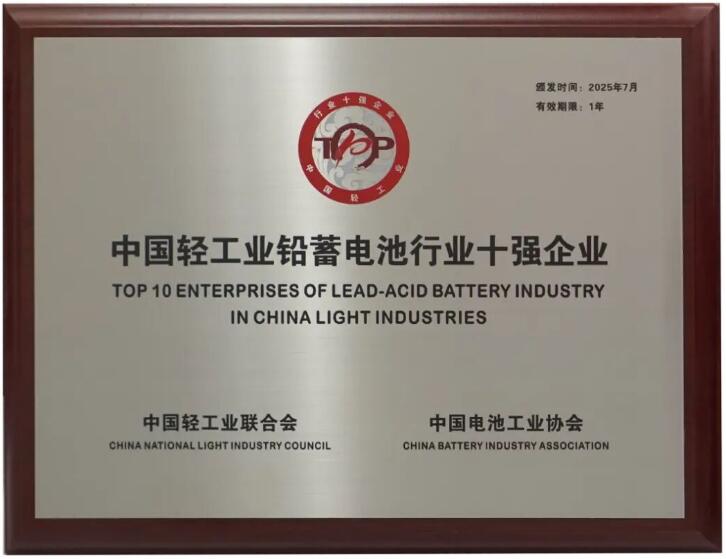 颁发时间：2025年7月
有效期限：1年
行业十强企业
TOP
中国轻工业
中国轻工业铅蓄电池行业十强企业
TOP 10 ENTERPRISES OF LEAD-ACID BATTERY INDUSTRY
IN CHINA LIGHT INDUSTRIES
中国轻工业联合会
中国电池工业协会
CHINA NATIONAL LIGHT INDUSTRY COUNCIL
CHINA BATTERY INDUSTRY ASSOCIATION